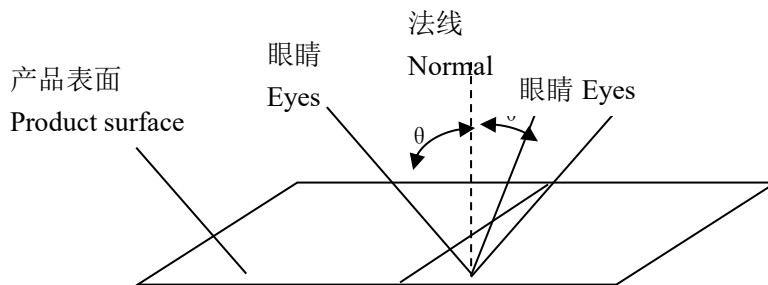 法线
Normal
眼睛
Eyes
眼睛 Eyes
产品表面
Product surface
θ